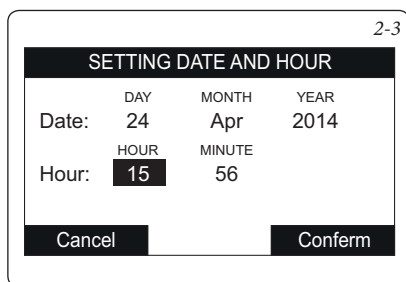 2-3
SETTING DATE AND HOUR
DAY MONTH YEAR
Date: 24 Apr 2014
HOUR MINUTE
Hour: 15 56
Cancel Conferm